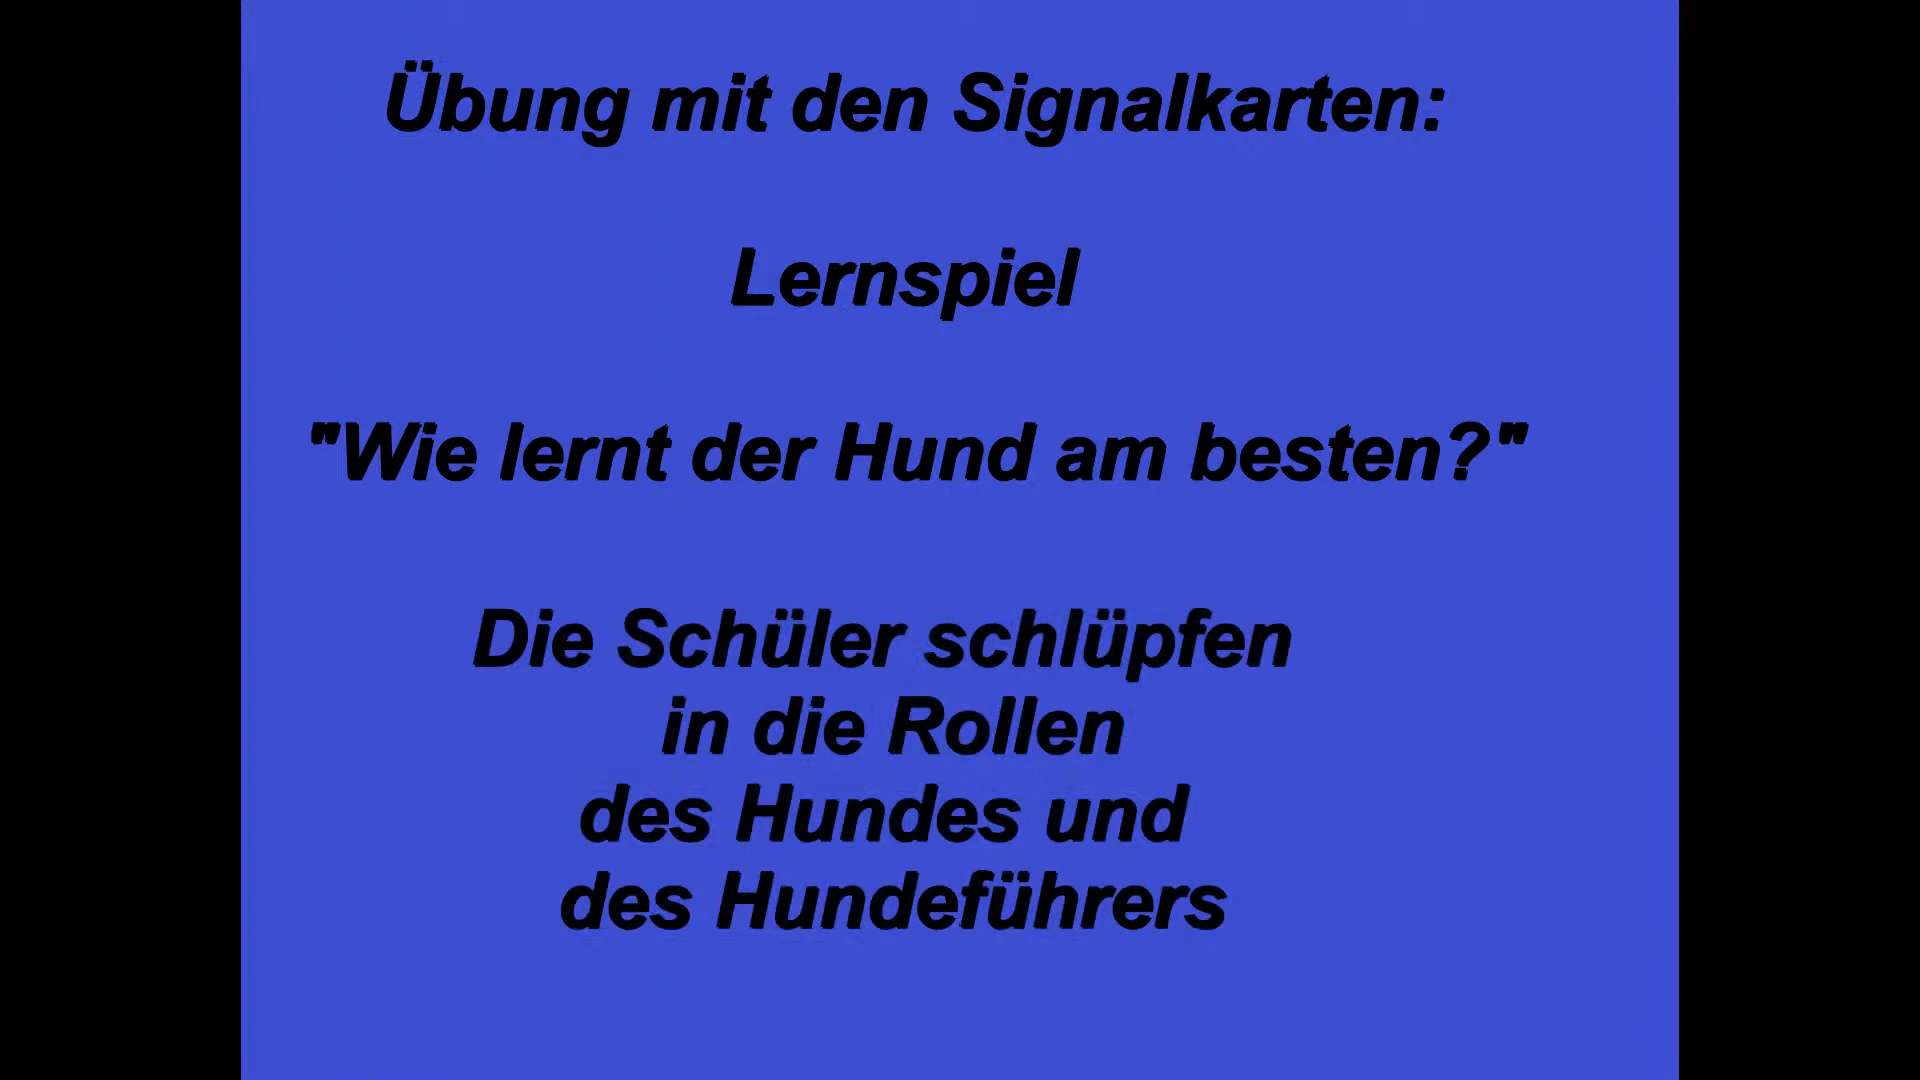 Übung mit den Signalkarten:
Lernspiel
"Wie lernt der Hund am besten?"
Die Schüler schlüpfen
in die Rollen
des Hundes und
des Hundeführers